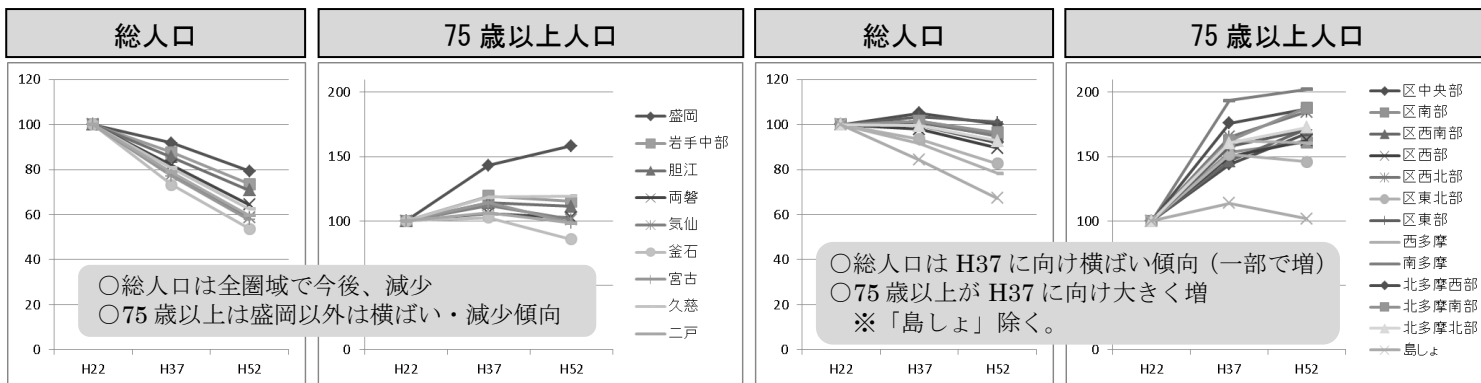 総人口
75 歳以上人口
総人口
75 歳以上人口
120
100
80
60
40
20
0
H22
H37
H52
200
150
100
0
H22
H37
H52
盛岡
岩手中部
胆江
両磐
気仙
釜石
宮古
久慈
二戸
○総人口は全圏域で今後、減少
○75 歳以上は盛岡以外は横ばい・減少傾向
120
100
80
60
40
20
0
H22
H37
H52
200
150
100
0
H22
H37
H52
区中央部
区南部
区西南部
区西部
区西北部
区東北部
区東部
西多摩
南多摩
北多摩西部
北多摩南部
北多摩北部
島しょ
○総人口は H37 に向け横ばい傾向（一部で増）
○75 歳以上が H37 に向け大きく増
※「島しょ」除く。